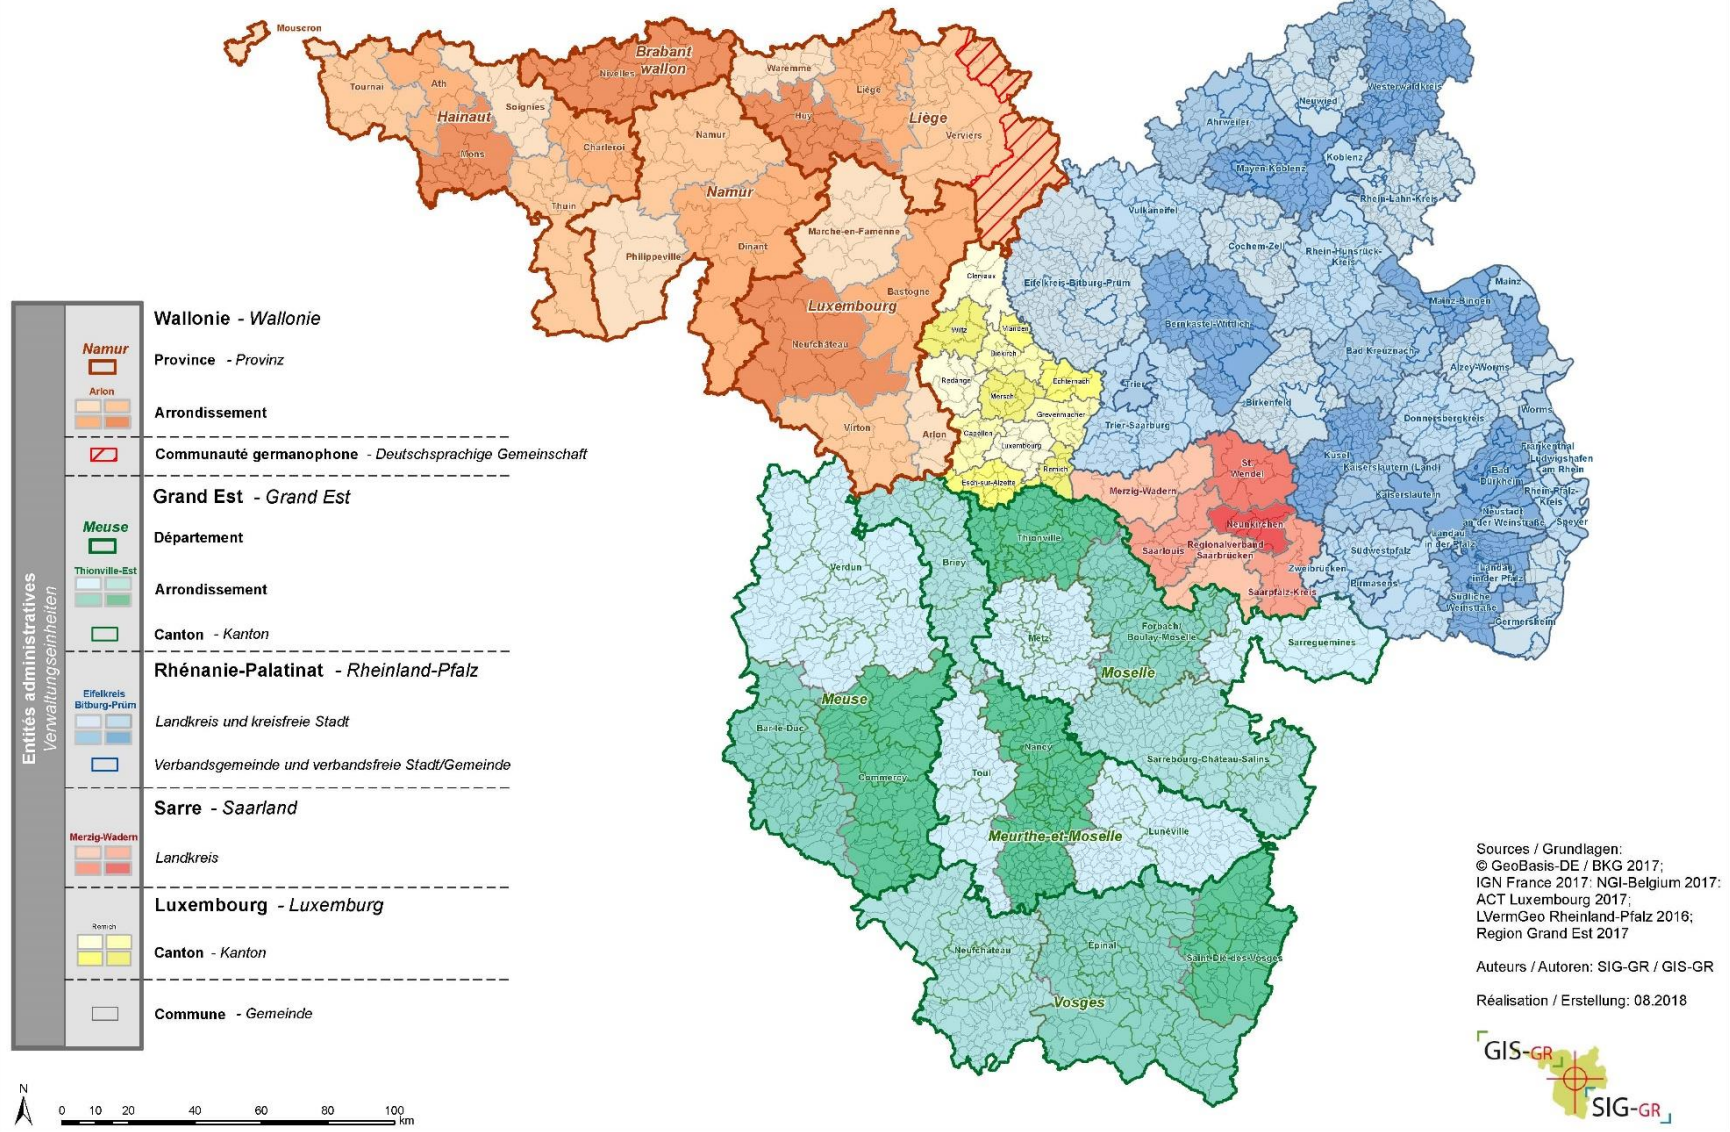 Mouscron
Tournai
Ath
Hainaut
Mons
Soignies
Nivelles
Brabant
wallon
Charleroi
Thuin
Namur
Namur
Dinant
Philippeville
Waremme
Huy
Liège
Liège
Verviers
Marche-en-Famenne
Bastogne
Luxembourg
Neufchâteau
Virton
Arlon
Clervaux
Wiltz
Vianden
Diekirch
Redange
Mersch
Echternach
Grevenmacher
Capellen
Luxembourg
Remich
Esch-sur-Alzette
Neuwied
Westerwaldkreis
Ahrweiler
Mayen-Koblenz
Koblenz
Rhein-Lahn-Kreis
Vulkaneifel
Cochem-Zell
Rhein-Hunsrück-
Kreis
Eifelkreis-Bitburg-Prüm
Bernkastel-Wittlich
Mainz
Mainz-Bingen
Bad Kreuznach
Alzey-Worms
Trier
Trier-Saarburg
Birkenfeld
Donnersbergkreis
Worms
Kusel
Kaiserslautern (Land)
Kaiserslautern
Frankenthal
Ludwigshafen
am Rhein
Bad
Dürkheim
Rhein-Pfalz-
Kreis
Neustadt
an der Weinstraße
Speyer
Landau
in der Pfalz
Südwestpfalz
Zweibrücken
Pirmasens
Landau
in der Pfalz
Südliche
Weinstraße
Germersheim
Merzig-Wadern
St.
Wendel
Neunkirchen
Saarlouis
Regionalverband
Saarbrücken
Saarpfalz-Kreis
Verdun
Briey
Thionville
Metz
Forbach/
Boulay-Moselle
Sarreguemines
Moselle
Meuse
Bar-le-Duc
Commercy
Toul
Nancy
Sarrebourg-Château-Salins
Meurthe-et-Moselle
Lunéville
Neufchâteau
Épinal
Saint-Dié-des-Vosges
Vosges
Entités administratives
Verwaltungseinheiten
Wallonie - Wallonie
Namur
Province - Provinz
Arlon
Arrondissement
Communauté germanophone - Deutschsprachige Gemeinschaft
Grand Est - Grand Est
Meuse
Département
Thionville-Est
Arrondissement
Canton - Kanton
Rhénanie-Palatinat - Rheinland-Pfalz
Eifelkreis
Bitburg-Prüm
Landkreis und kreisfreie Stadt
Verbandsgemeinde und verbandsfreie Stadt/Gemeinde
Sarre - Saarland
Merzig-Wadern
Landkreis
Luxembourg - Luxemburg
Remich
Canton - Kanton
Commune - Gemeinde
N
0 10 20 40 60 80 100
km
Sources / Grundlagen:
© GeoBasis-DE / BKG 2017;
IGN France 2017; NGI-Belgium 2017;
ACT Luxembourg 2017;
LVermGeo Rheinland-Pfalz 2016;
Region Grand Est 2017
Auteurs / Autoren: SIG-GR / GIS-GR
Réalisation / Erstellung: 08.2018
GIS-GR
SIG-GR